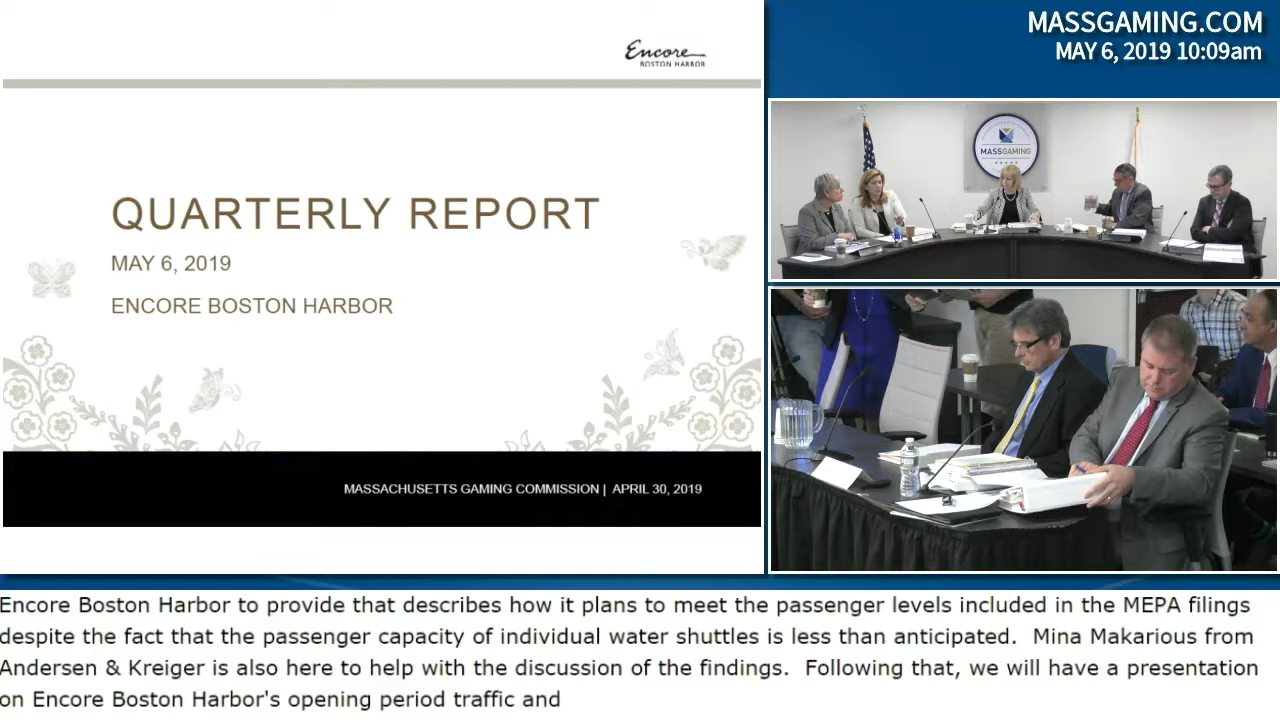 MASSGAMING.COM
MAY 6, 2019 10:09am
Encore
BOSTON HARBOR
QUARTERLY REPORT
MAY 6, 2019
ENCORE BOSTON HARBOR
MASSACHUSETTS GAMING COMMISSION | APRIL 30, 2019
MASSGAMING
Encore Boston Harbor to provide that describes how it plans to meet the passenger levels included in the MEPA filings
despite the fact that the passenger capacity of individual water shuttles is less than anticipated.  Mina Makarious from
Andersen & Kreiger is also here to help with the discussion of the findings.  Following that, we will have a presentation
on Encore Boston Harbor's opening period traffic and